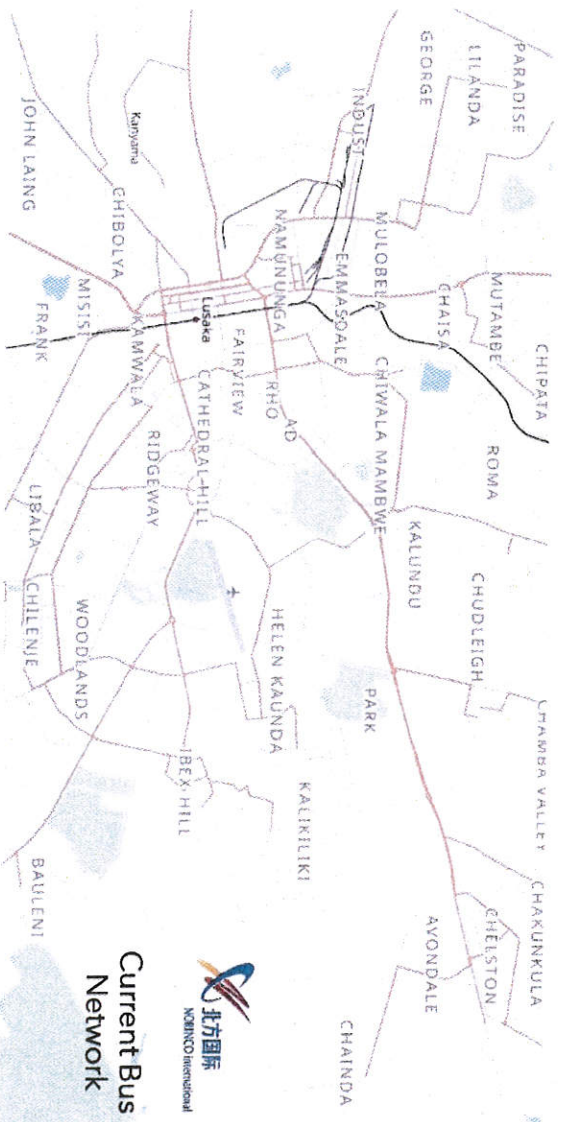 CHIPATA
CHAMBA VALLEY
CHAKUNKULA
PARADISE
MUTAMBE
ROMA
CHELSTON
LILANDA
CHUDLEIGH
CHAISA
AVONDALE
GEORGE
KALUNDU
MULOBELA
CHIWALA MAMBWE
PARK
EMMASDALE
CHAINDA
INDUST
KALIKILIKI
AD
NAMUNUNGA
RHO
HELEN KAUNDA
FAIRVIEW
Lusaka
CATHEDRAL HILL
北方国际
NORINCO International
IBEX HILL
RIDGEWAY
Kanyama
KAMWALA
Current Bus
Network
CHIBOLYA
MISISI
WOODLANDS
FRANK
LIBALA
CHILENJE
BAULENI
JOHN LAING